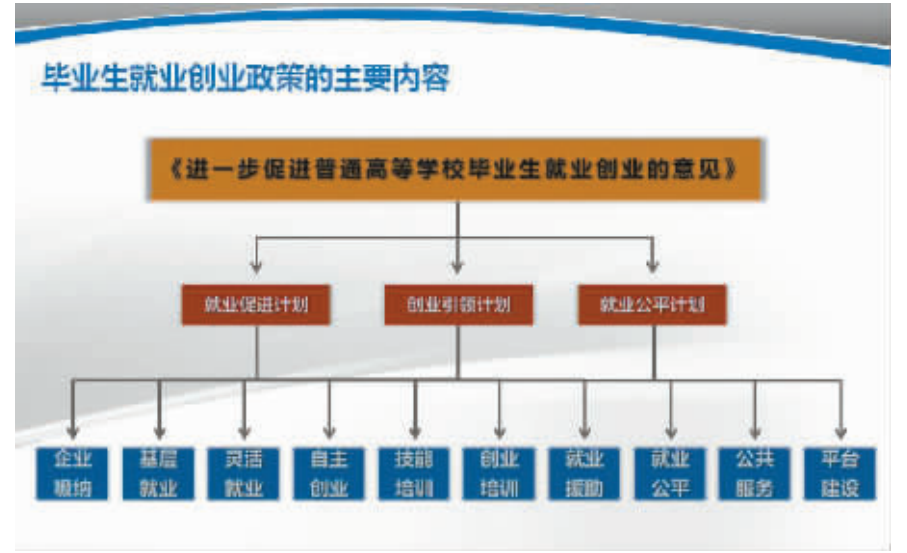 毕业生就业创业政策的主要内容
《进一步促进普通高等学校毕业生就业创业的意见》
就业促进计划
创业引领计划
就业公平计划
企业
吸纳
基层
就业
灵活
就业
自主
创业
技能
培训
创业
培训
就业
援助
就业
公平
公共
服务
平台
建设